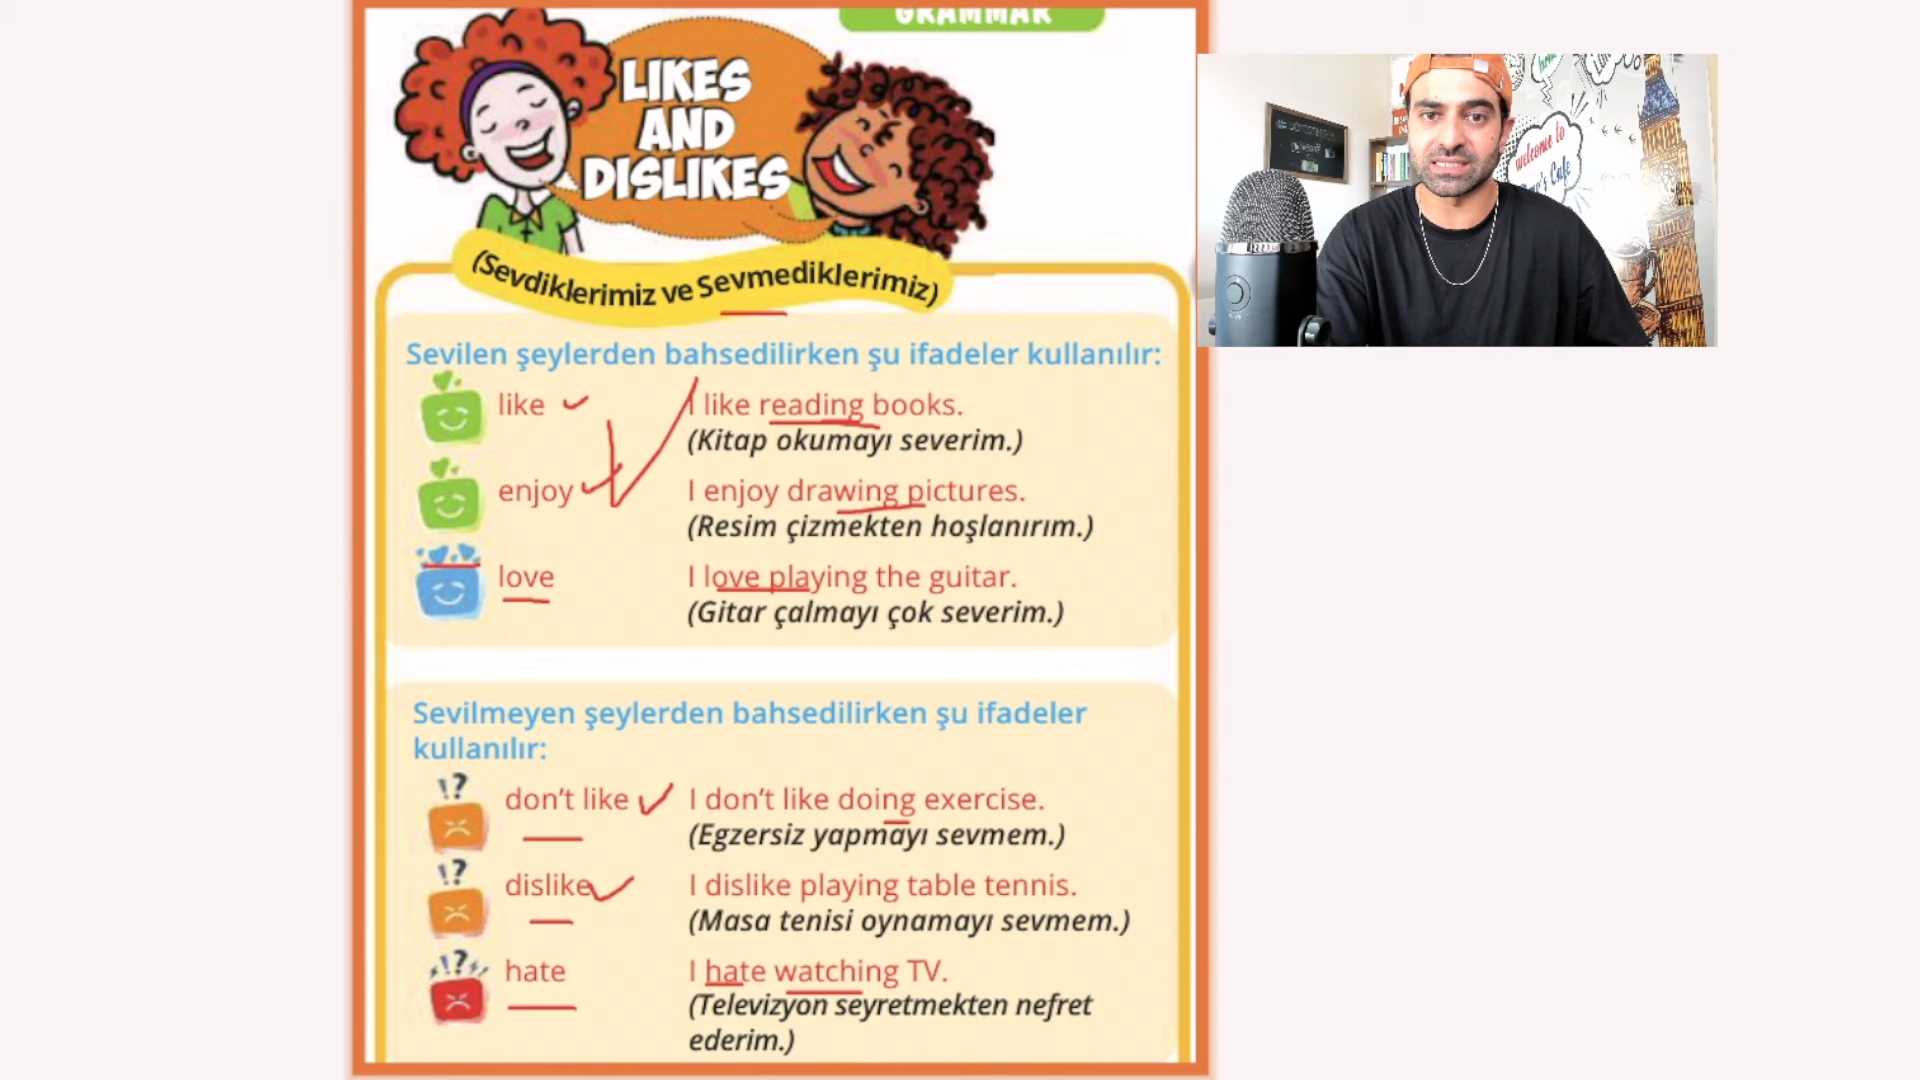 GRAMMAR
LIKES
AND
DISLIKES
(Sevdiklerimiz ve Sevmediklerimiz)
Sevilen şeylerden bahsedilirken şu ifadeler kullanılır:
like I like reading books.
(Kitap okumayı severim.)
enjoy I enjoy drawing pictures.
(Resim çizmekten hoşlanırım.)
love I love playing the guitar.
(Gitar çalmayı çok severim.)
Sevilmeyen şeylerden bahsedilirken şu ifadeler
kullanılır:
!? don't like I don't like doing exercise.
(Egzersiz yapmayı sevmem.)
!? dislike I dislike playing table tennis.
(Masa tenisi oynamayı sevmem.)
!? hate I hate watching TV.
(Televizyon seyretmekten nefret
ederim.)
welcome to
Cafe